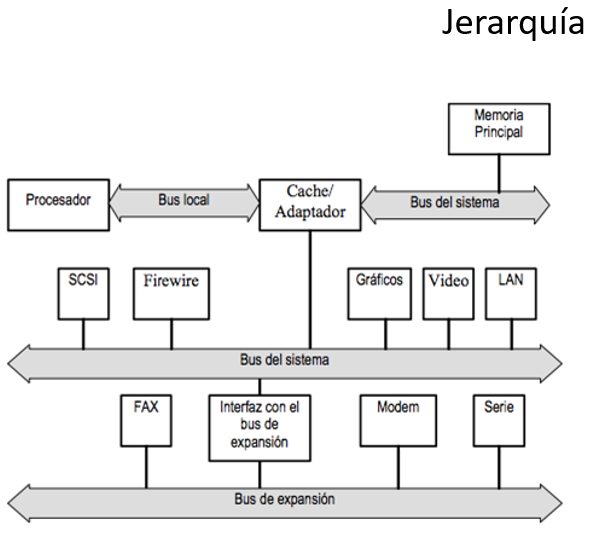 Jerarquía
Memoria
Principal
Procesador
Bus local
Cache/
Adaptador
Bus del sistema
SCSI
Firewire
Gráficos
Video
LAN
Bus del sistema
FAX
Interfaz con el
bus de
expansión
Modem
Serie
Bus de expansión